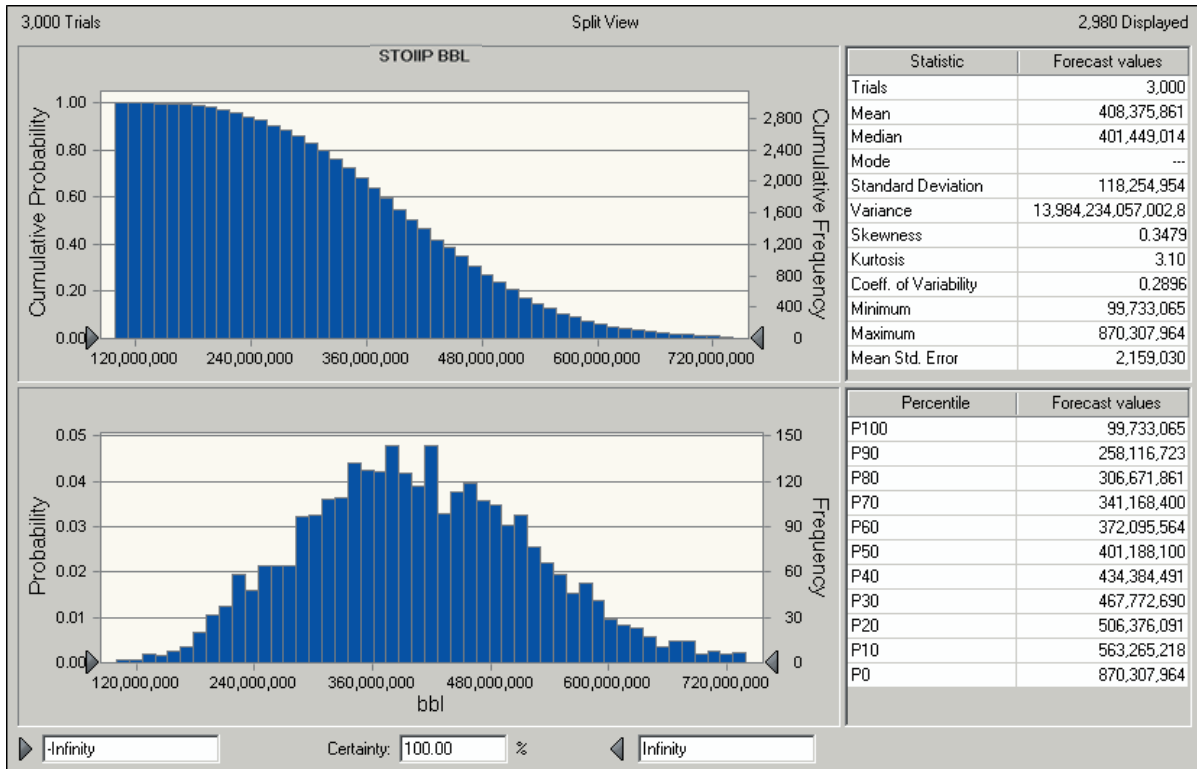 3,000 Trials Split View 2,980 Displayed
STOIIP BBL
Cumulative Probability
1.00
0.80
0.60
0.40
0.20
0.00
2,800
2,400
2,000
1,600
1,200
800
400
0
Cumulative Frequency
120,000,000 240,000,000 360,000,000 480,000,000 600,000,000 720,000,000
Statistic Forecast values
Trials 3,000
Mean 408,375,861
Median 401,449,014
Mode ---
Standard Deviation 118,254,954
Variance 13,984,234,057,002,8
Skewness 0.3479
Kurtosis 3.10
Coeff. of Variability 0.2896
Minimum 99,733,065
Maximum 870,307,964
Mean Std. Error 2,159,030
Probability
0.05
0.04
0.03
0.02
0.01
0.00
150
120
90
60
30
0
Frequency
120,000,000 240,000,000 360,000,000 480,000,000 600,000,000 720,000,000
bbl
Percentile Forecast values
P100 99,733,065
P90 258,116,723
P80 306,671,861
P70 341,168,400
P60 372,095,564
P50 401,188,100
P40 434,384,491
P30 467,772,690
P20 506,376,091
P10 563,265,218
P0 870,307,964
-Infinity Certainty: 100.00 % Infinity